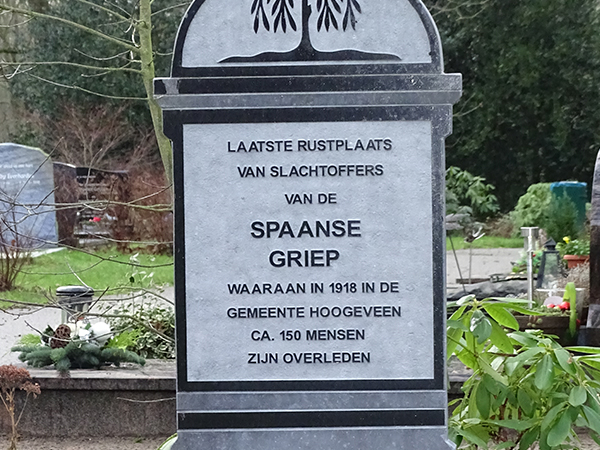 LAATSTE RUSTPLAATS
VAN SLACHTOFFERS
VAN DE
SPAANSE
GRIEP
WAARAAN IN 1918 IN DE
GEMEENTE HOOGEVEEN
CA. 150 MENSEN
ZIJN OVERLEDEN